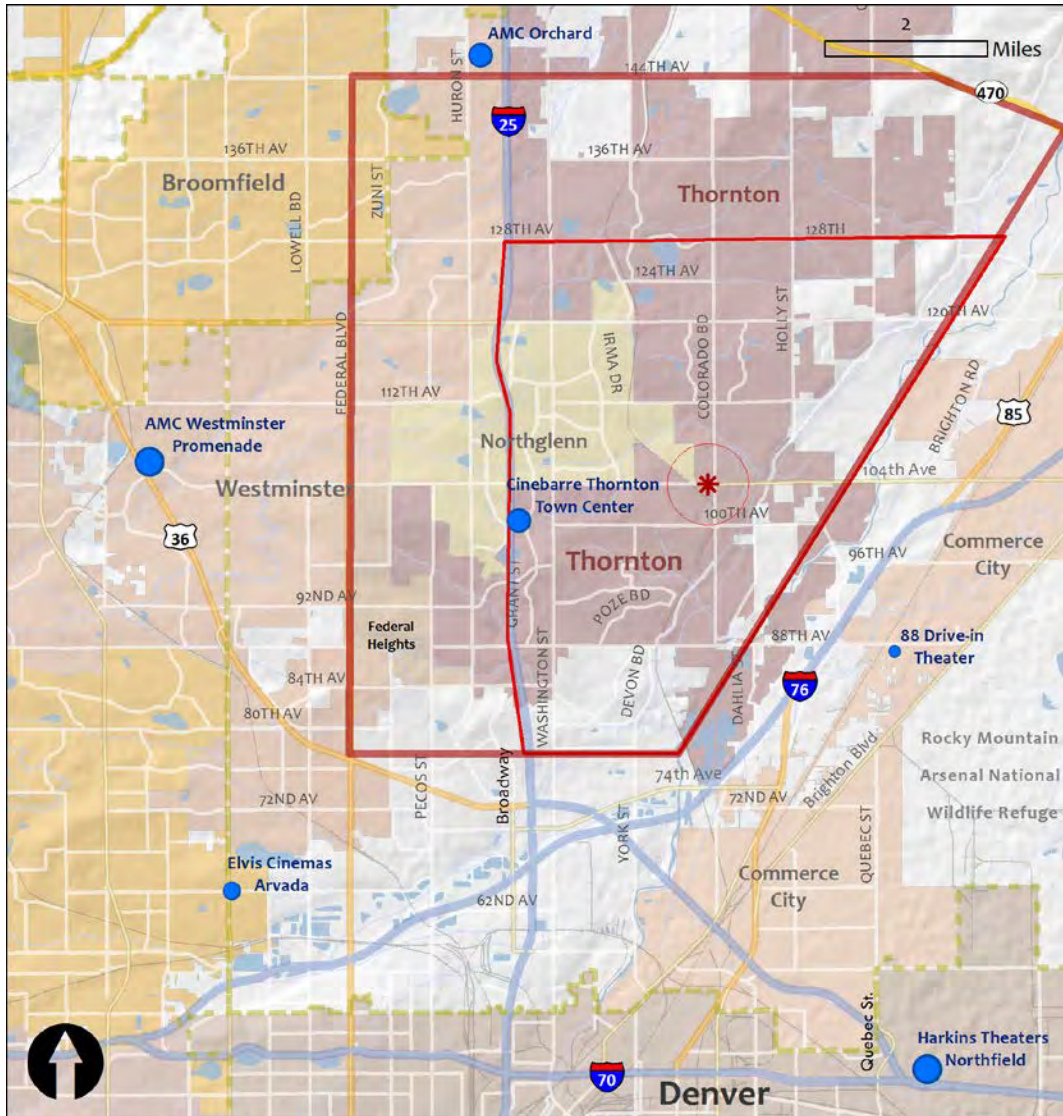 AMC Orchard
2
Miles
144TH AV
470
HURON ST
25
136TH AV
136TH AV
Broomfield
ZUNI ST
Thornton
LOWELL BD
128TH AV
128TH
124TH AV
HOLLY ST
120TH AV
FEDERAL BLVD
IRMA DR
COLORADO BD
112TH AV
BRIGHTON RD
85
AMC Westminster
Promenade
Northglenn
104th Ave
Westminster
Cinebarre Thornton
Town Center
100TH AV
36
Commerce
City
96TH AV
Thornton
92ND AV
GRANT ST
POZE BD
Federal
Heights
WASHINGTON ST
88TH AV
88 Drive-in
Theater
84TH AV
DEVON BD
DAHLIA ST
76
80TH AV
Rocky Mountain
Arsenal National
Wildlife Refuge
PECOS ST
Broadway
74th Ave
Brighton Blvd
72ND AV
72ND AV
YORK ST
QUEBEC ST
Elvis Cinemas
Arvada
Commerce
City
62ND AV
Quebec St.
Harkins Theaters
Northfield
70
Denver